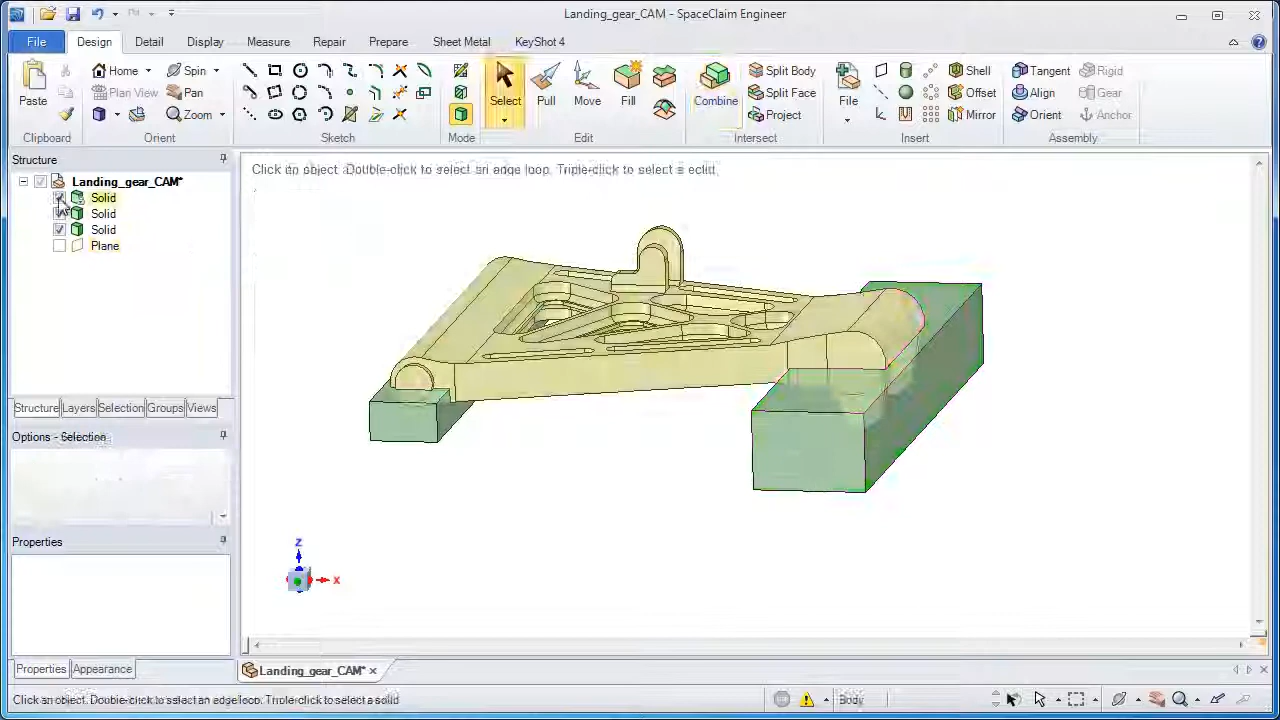 Landing_gear_CAM - SpaceClaim Engineer
File Design Detail Display Measure Repair Prepare Sheet Metal KeyShot 4
Home Spin Split Body Shell Tangent Rigid
Paste Plan View Pan Select Pull Move Fill Combine Split Face File Offset Align Gear
Zoom Project Mirror Orient Anchor
Clipboard Orient Sketch Mode Edit Intersect Insert Assembly
Structure
Click an object. Double-click to select an edge loop. Triple-click to select a solid.
Landing_gear_CAM*
Solid
Solid
Solid
Plane
Structure Layers Selection Groups Views
Options - Selection
Properties
z
x
Properties Appearance
Landing_gear_CAM*
Click an object. Double-click to select an edge loop. Triple-click to select a solid
Body